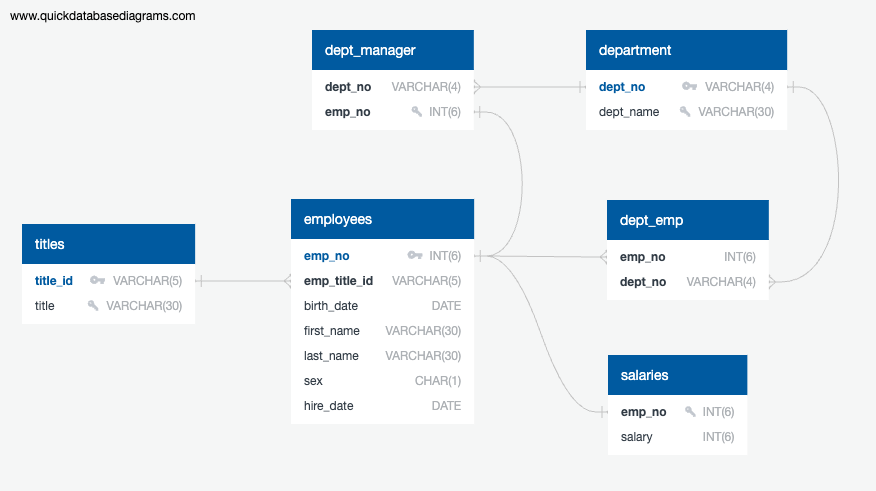 www.quickdatabasediagrams.com
dept_manager
dept_no VARCHAR(4)
emp_no INT(6)
department
dept_no VARCHAR(4)
dept_name VARCHAR(30)
titles
title_id VARCHAR(5)
title VARCHAR(30)
employees
emp_no INT(6)
emp_title_id VARCHAR(5)
birth_date DATE
first_name VARCHAR(30)
last_name VARCHAR(30)
sex CHAR(1)
hire_date DATE
dept_emp
emp_no INT(6)
dept_no VARCHAR(4)
salaries
emp_no INT(6)
salary INT(6)